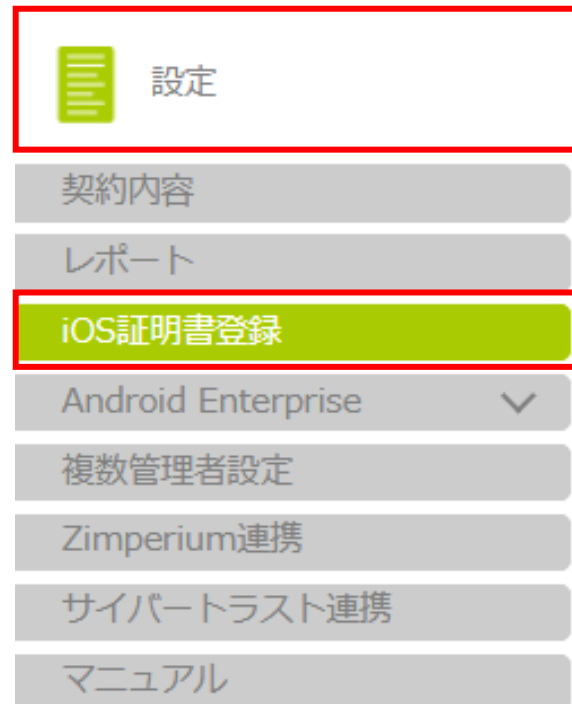 設定
契約内容
レポート
iOS証明書登録
Android Enterprise
複数管理者設定
Zimperium連携
サイバートラスト連携
マニュアル